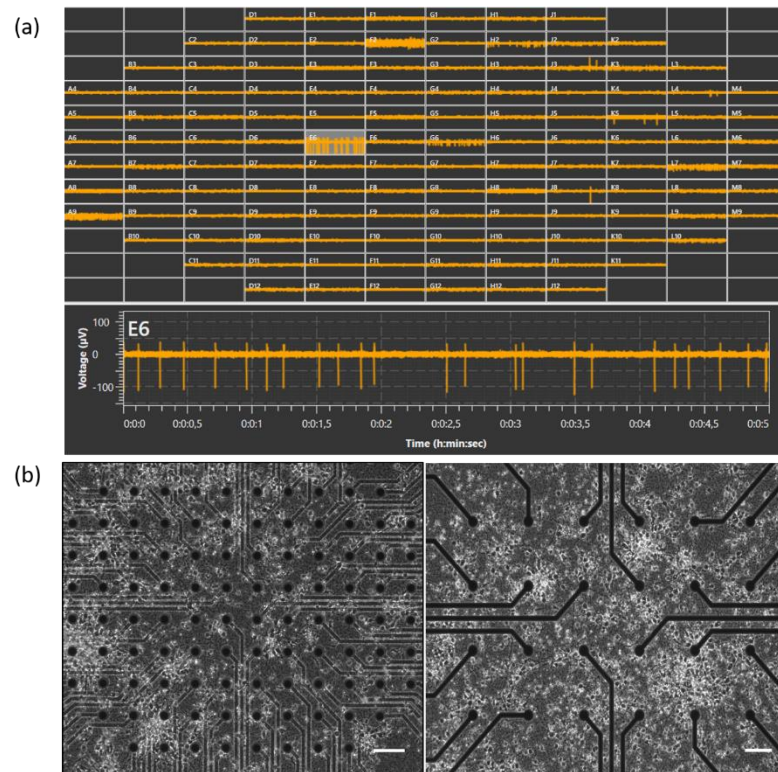 (a)
D1 E1 F1 G1 H1 J1
C2 D2 E2 F2 G2 H2 J2 K2
B3 C3 D3 E3 F3 G3 H3 J3 K3 L3
A4 B4 C4 D4 E4 F4 G4 H4 J4 K4 L4 M4
A5 B5 C5 D5 E5 F5 G5 H5 J5 K5 L5 M5
A6 B6 C6 D6 E6 F6 G6 H6 J6 K6 L6 M6
A7 B7 C7 D7 E7 F7 G7 H7 J7 K7 L7 M7
A8 B8 C8 D8 E8 F8 G8 H8 J8 K8 L8 M8
A9 B9 C9 D9 E9 F9 G9 H9 J9 K9 L9 M9
B10 C10 D10 E10 F10 G10 H10 J10 K10 L10
C11 D11 E11 F11 G11 H11 J11 K11
D12 E12 F12 G12 H12 J12
E6
Voltage (µV)
100
0
-100
0:0:0 0:0:0,5 0:0:1 0:0:1,5 0:0:2 0:0:2,5 0:0:3 0:0:3,5 0:0:4 0:0:4,5 0:0:5
Time (h:min:sec)
(b)